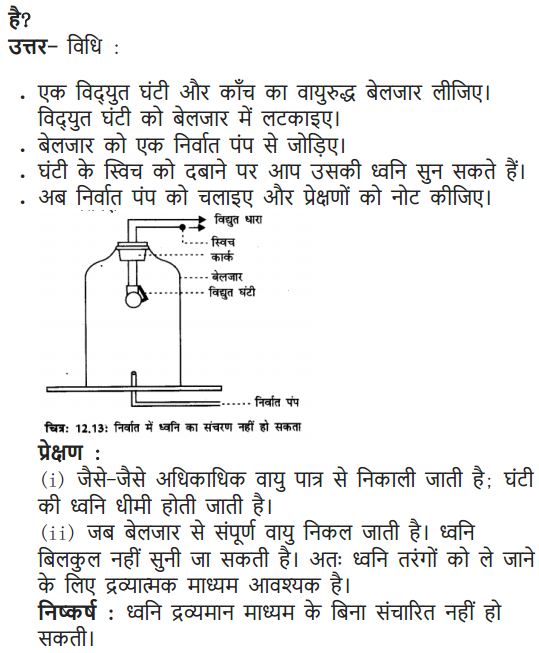 है?
उत्तर– विधि :
. एक विद्युत घंटी और काँच का वायुरुद्ध बेलजार लीजिए।
विद्युत घंटी को बेलजार में लटकाइए।
. बेलजार को एक निर्वात पंप से जोड़िए।
. घंटी के स्विच को दबाने पर आप उसकी ध्वनि सुन सकते हैं।
. अब निर्वात पंप को चलाइए और प्रेक्षणों को नोट कीजिए।
विद्युत धारा
स्विच
कार्क
बेलजार
विद्युत घंटी
निर्वात पंप
चित्र: 12.13: निर्वात में ध्वनि का संचरण नहीं हो सकता
प्रेक्षण :
(i) जैसे–जैसे अधिकाधिक वायु पात्र से निकाली जाती है; घंटी
की ध्वनि धीमी होती जाती है।
(ii) जब बेलजार से संपूर्ण वायु निकल जाती है। ध्वनि
बिलकुल नहीं सुनी जा सकती है। अतः ध्वनि तरंगों को ले जाने
के लिए द्रव्यात्मक माध्यम आवश्यक है।
निष्कर्ष : ध्वनि द्रव्यमान माध्यम के बिना संचारित नहीं हो
सकती।